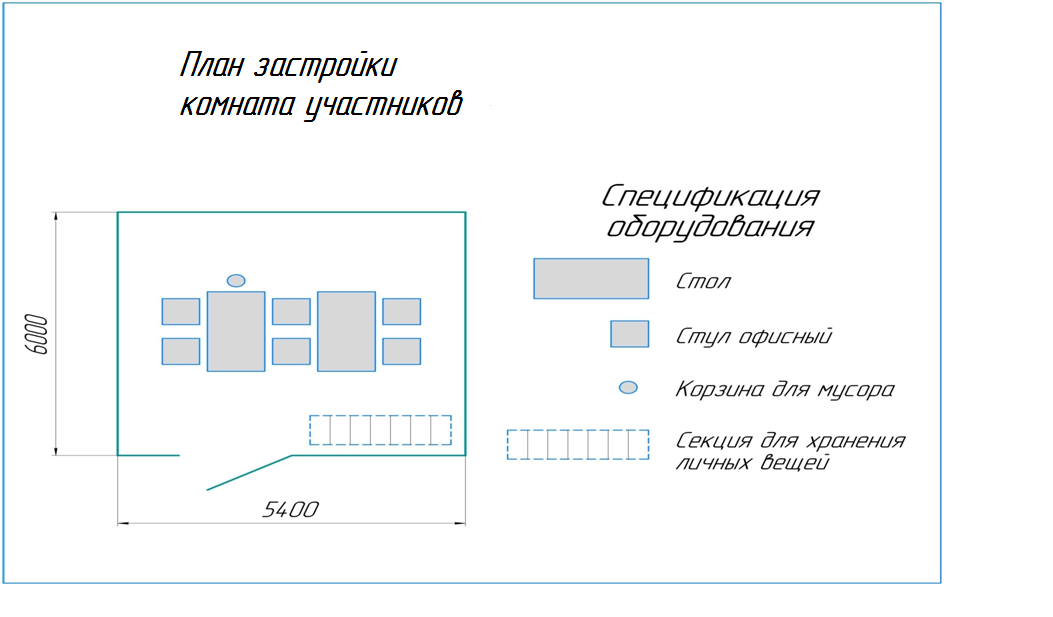 План застройки
комната участников
Спецификация
оборудования
Стол
Стул офисный
Корзина для мусора
Секция для хранения
личных вещей
6000
5400